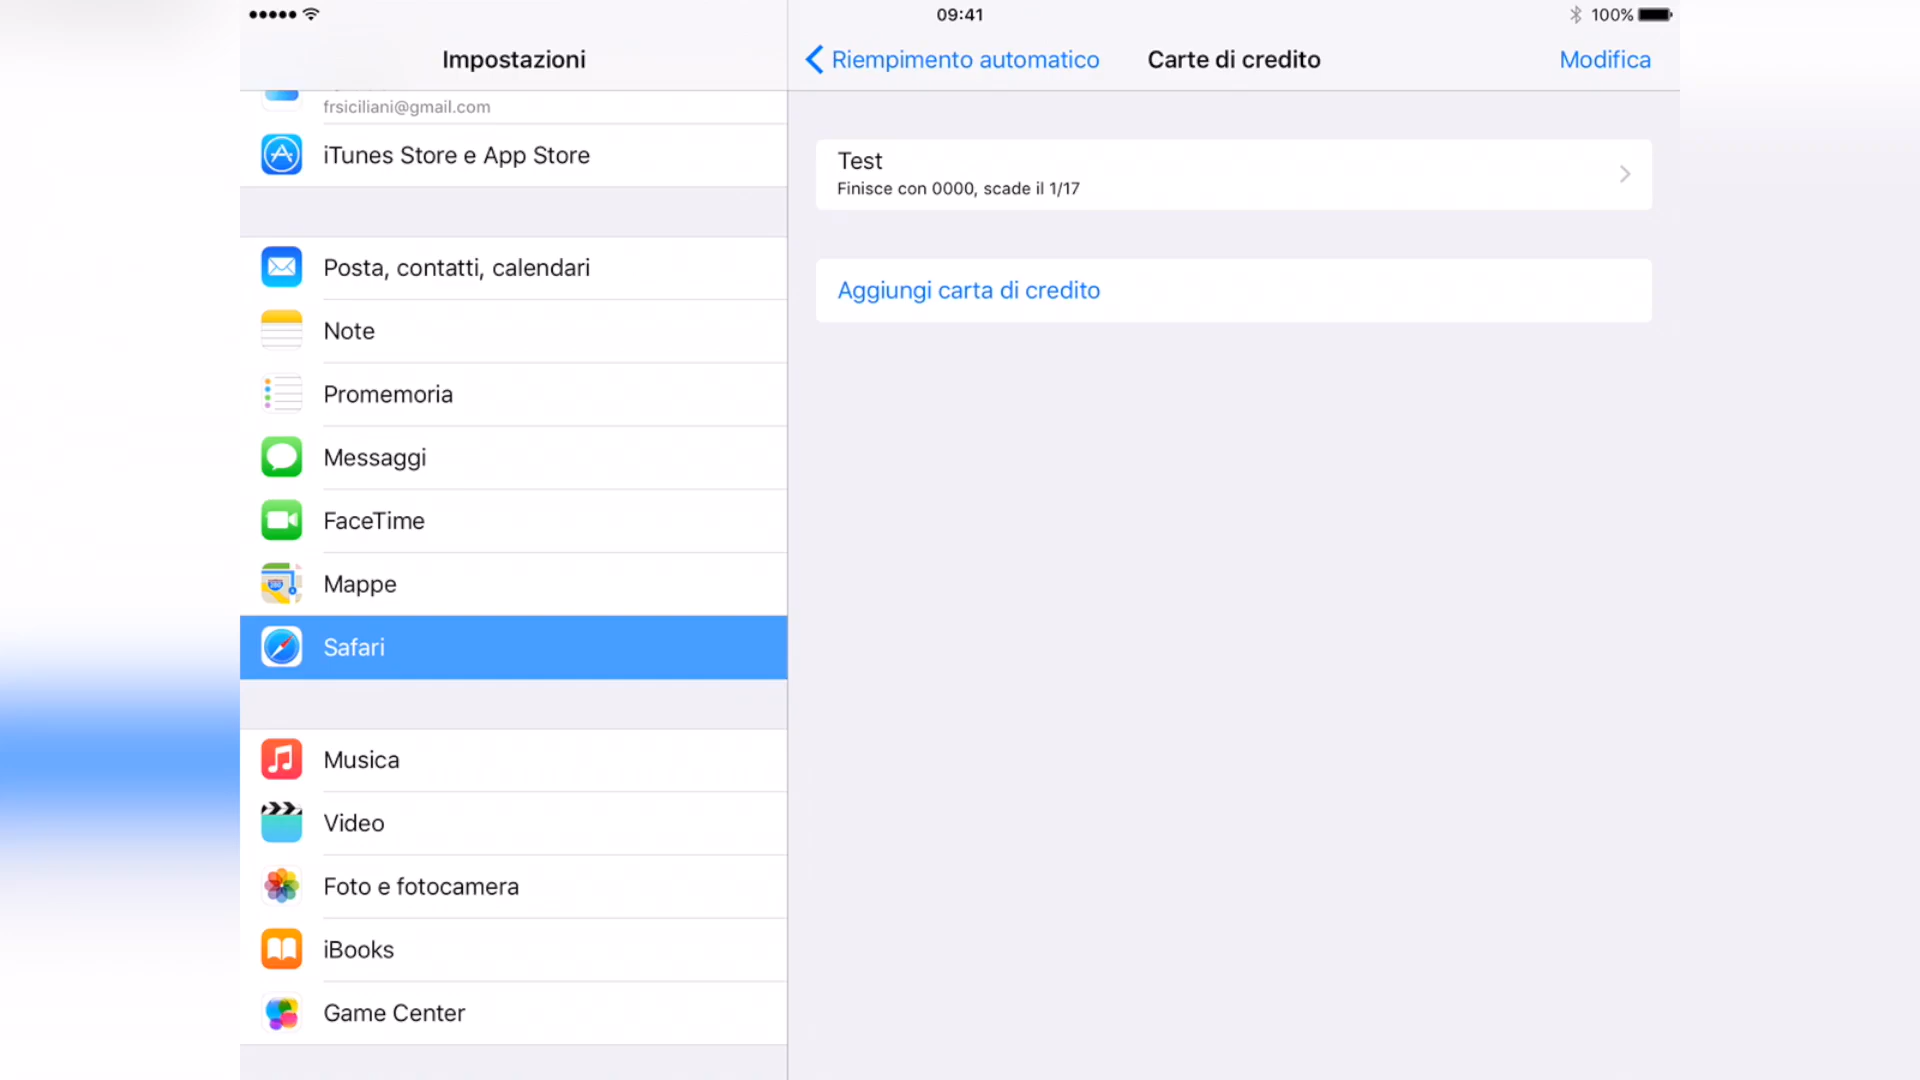 09:41
100%
Impostazioni
Riempimento automatico
Carte di credito
Modifica
frsiciliani@gmail.com
iTunes Store e App Store
Posta, contatti, calendari
Note
Promemoria
Messaggi
FaceTime
Mappe
Safari
Musica
Video
Foto e fotocamera
iBooks
Game Center
Test
Finisce con 0000, scade il 1/17
Aggiungi carta di credito